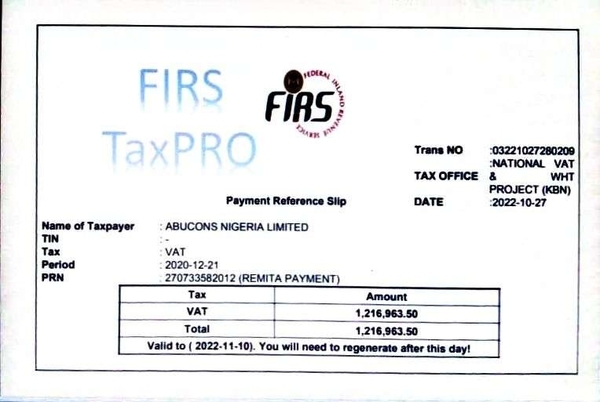 FIRS
TaxPRO
FEDERAL INLAND REVENUE SERVICE
FIRS
Trans NO :03221027280209
TAX OFFICE :NATIONAL VAT & WHT PROJECT (KBN)
DATE :2022-10-27
Payment Reference Slip
Name of Taxpayer : ABUCONS NIGERIA LIMITED
TIN : -
Tax : VAT
Period : 2020-12-21
PRN : 270733582012 (REMITA PAYMENT)
Tax Amount
VAT 1,216,963.50
Total 1,216,963.50
Valid to ( 2022-11-10). You will need to regenerate after this day!